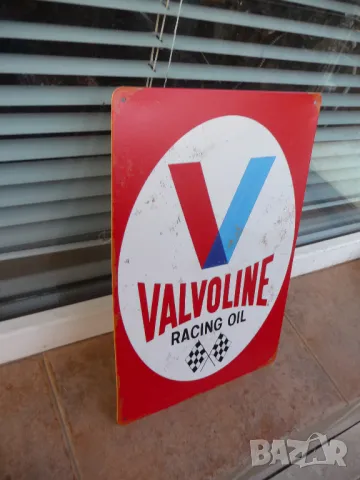 V
VALVOLINE
RACING OIL
BAZAR